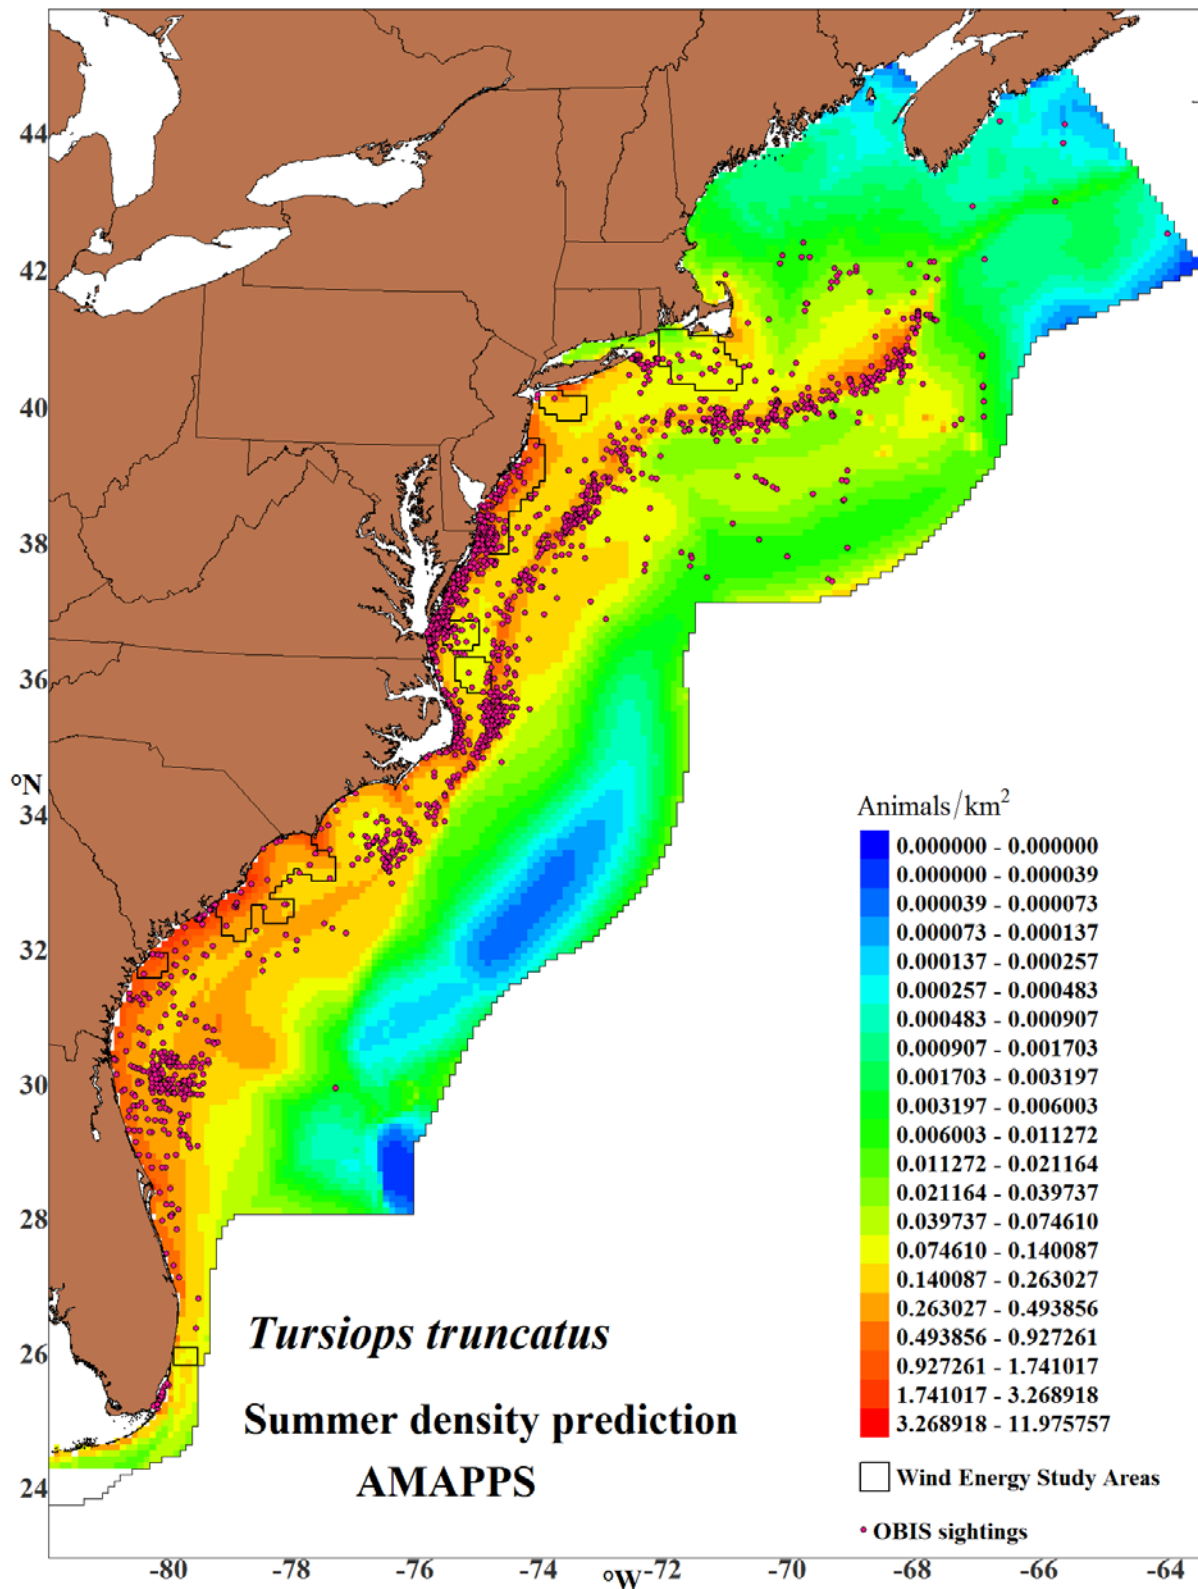 44
42
40
38
36
°N
34
32
30
28
26
24
Animals/km²
0.000000 - 0.000000
0.000000 - 0.000039
0.000039 - 0.000073
0.000073 - 0.000137
0.000137 - 0.000257
0.000257 - 0.000483
0.000483 - 0.000907
0.000907 - 0.001703
0.001703 - 0.003197
0.003197 - 0.006003
0.006003 - 0.011272
0.011272 - 0.021164
0.021164 - 0.039737
0.039737 - 0.074610
0.074610 - 0.140087
0.140087 - 0.263027
0.263027 - 0.493856
0.493856 - 0.927261
0.927261 - 1.741017
1.741017 - 3.268918
3.268918 - 11.975757
Wind Energy Study Areas
OBIS sightings
Tursiops truncatus
Summer density prediction
AMAPPS
-80 -78 -76 -74 °W -72 -70 -68 -66 -64